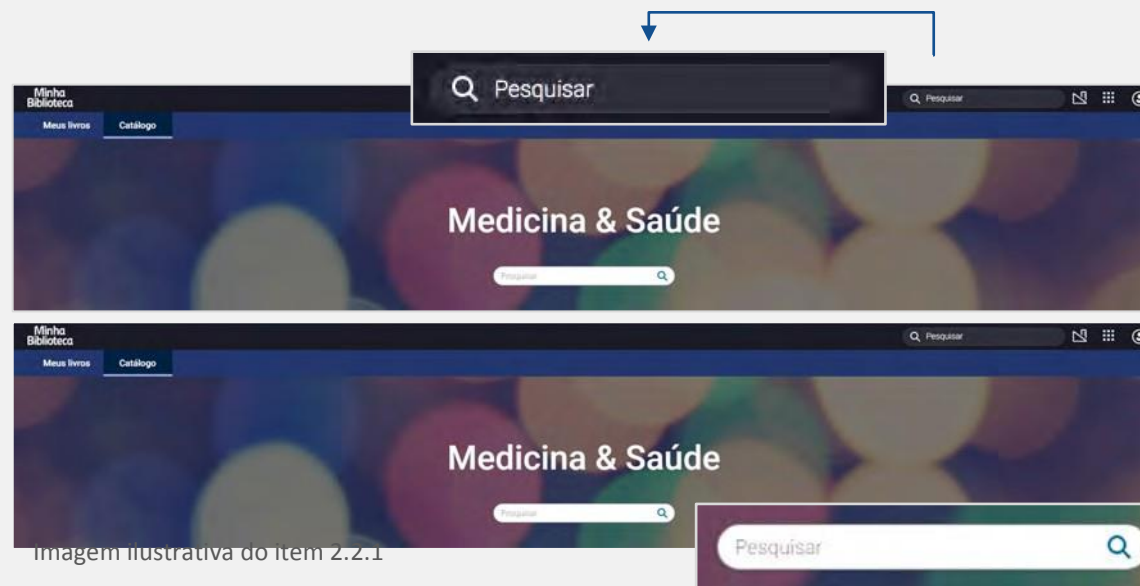 Pesquisar
Minha
Biblioteca
Pesquisar
Meus livros Catálogo
Medicina & Saúde
Pesquisar
Minha
Biblioteca
Pesquisar
Meus livros Catálogo
Medicina & Saúde
Pesquisar
Pesquisar
Imagem ilustrativa do item 2.2.1